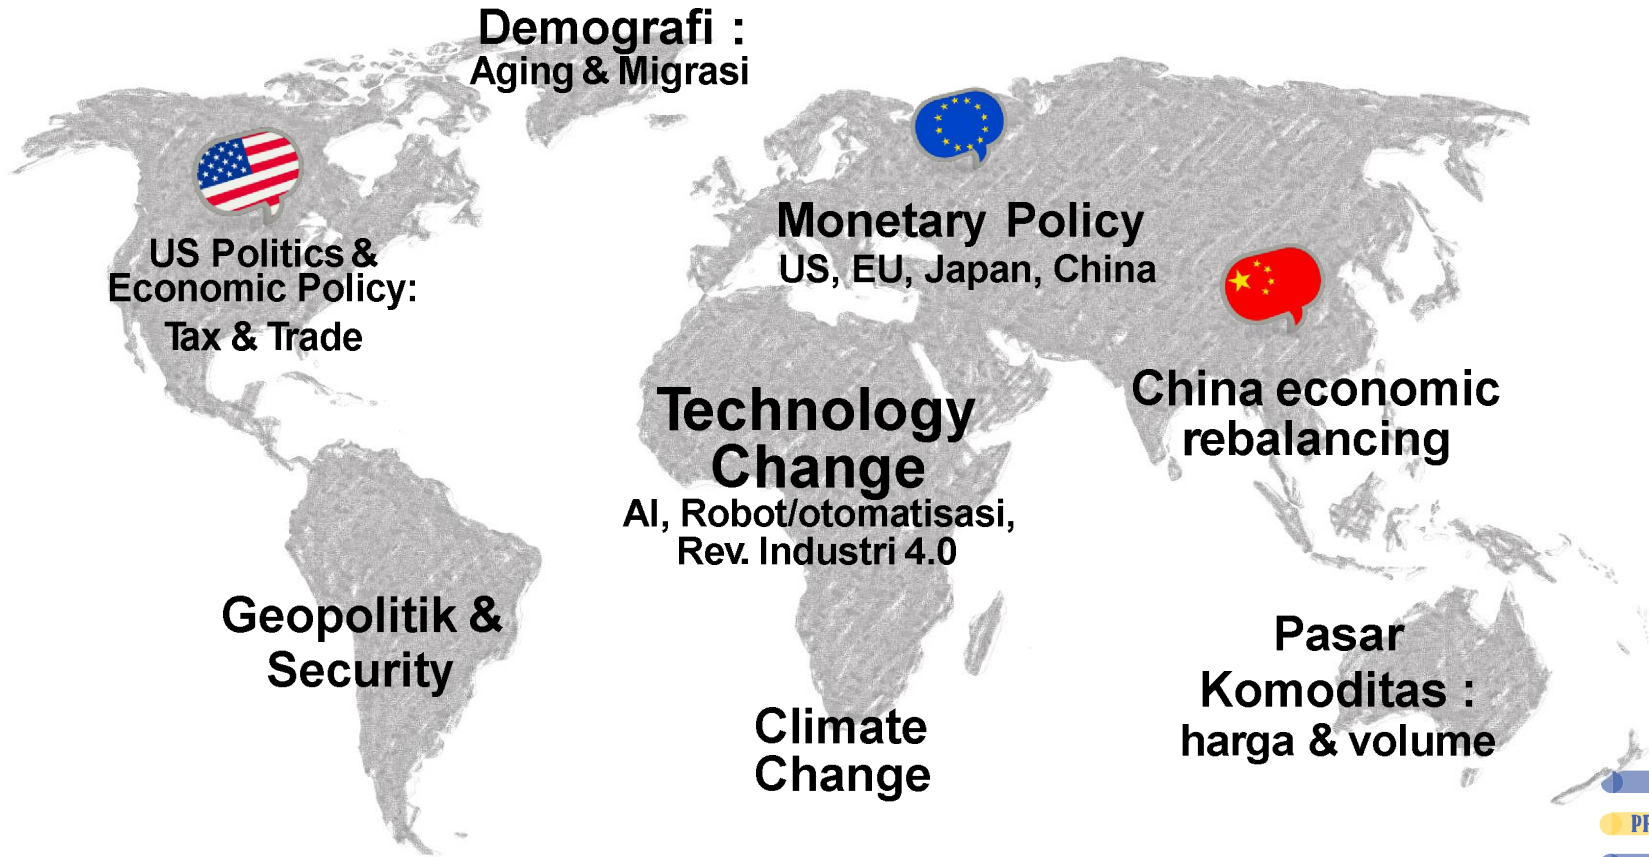 Demografi :
Aging & Migrasi
US Politics &
Economic Policy:
Tax & Trade
Monetary Policy
US, EU, Japan, China
China economic
rebalancing
Technology
Change
AI, Robot/otomatisasi,
Rev. Industri 4.0
Geopolitik &
Security
Climate
Change
Pasar
Komoditas :
harga & volume